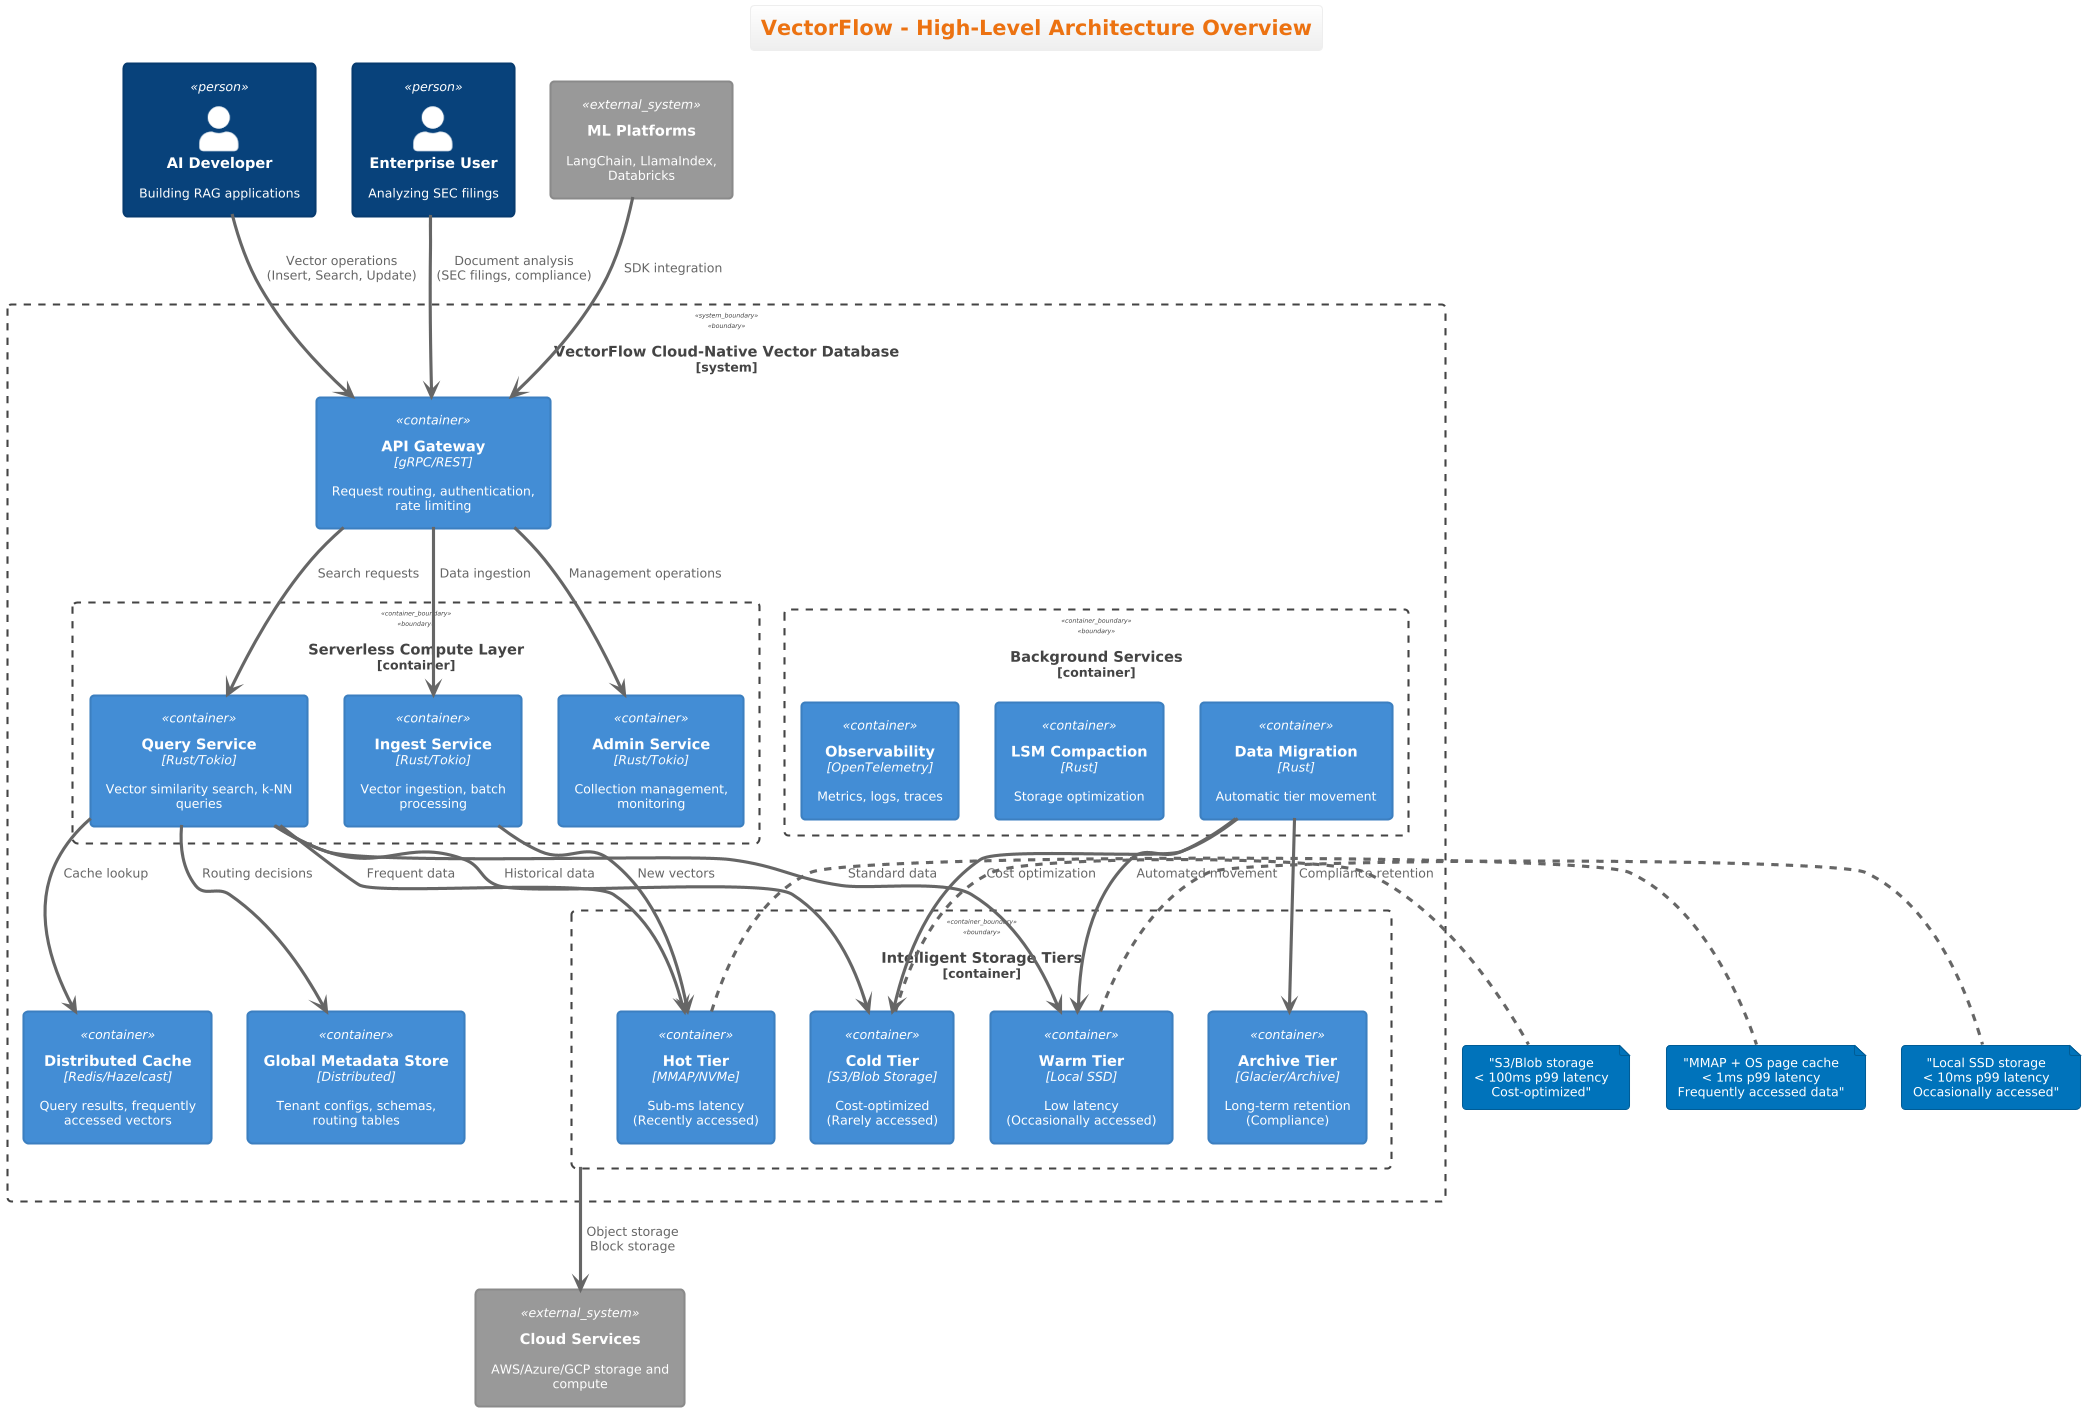 VectorFlow - High-Level Architecture Overview
«person»
AI Developer
Building RAG applications
«person»
Enterprise User
Analyzing SEC filings
«external_system»
ML Platforms
LangChain, LlamaIndex,
Databricks
Vector operations
(Insert, Search, Update)
Document analysis
(SEC filings, compliance)
SDK integration
«system_boundary»
«boundary»
VectorFlow Cloud-Native Vector Database
[system]
«container»
API Gateway
[gRPC/REST]
Request routing, authentication,
rate limiting
Search requests
Data ingestion
Management operations
«container_boundary»
«boundary»
Serverless Compute Layer
[container]
«container»
Query Service
[Rust/Tokio]
Vector similarity search, k-NN
queries
«container»
Ingest Service
[Rust/Tokio]
Vector ingestion, batch
processing
«container»
Admin Service
[Rust/Tokio]
Collection management,
monitoring
«container_boundary»
«boundary»
Background Services
[container]
«container»
Observability
[OpenTelemetry]
Metrics, logs, traces
«container»
LSM Compaction
[Rust]
Storage optimization
«container»
Data Migration
[Rust]
Automatic tier movement
Cache lookup
Routing decisions
Frequent data
Historical data
New vectors
Standard data
Cost optimization
Automated movement
Compliance retention
«container_boundary»
«boundary»
Intelligent Storage Tiers
[container]
«container»
Distributed Cache
[Redis/Hazelcast]
Query results, frequently
accessed vectors
«container»
Global Metadata Store
[Distributed]
Tenant configs, schemas,
routing tables
«container»
Hot Tier
[MMAP/NVMe]
Sub-ms latency
(Recently accessed)
«container»
Cold Tier
[S3/Blob Storage]
Cost-optimized
(Rarely accessed)
«container»
Warm Tier
[Local SSD]
Low latency
(Occasionally accessed)
«container»
Archive Tier
[Glacier/Archive]
Long-term retention
(Compliance)
"S3/Blob storage
< 100ms p99 latency
Cost-optimized"
"MMAP + OS page cache
< 1ms p99 latency
Frequently accessed data"
"Local SSD storage
< 10ms p99 latency
Occasionally accessed"
Object storage
Block storage
«external_system»
Cloud Services
AWS/Azure/GCP storage and
compute